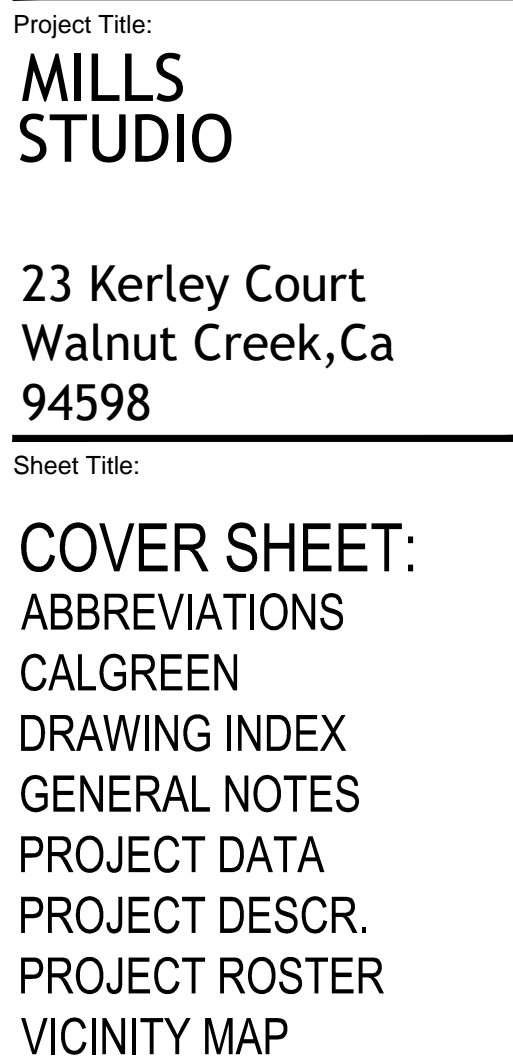 Project Title:
MILLS
STUDIO
23 Kerley Court
Walnut Creek,Ca
94598
Sheet Title:
COVER SHEET:
ABBREVIATIONS
CALGREEN
DRAWING INDEX
GENERAL NOTES
PROJECT DATA
PROJECT DESCR.
PROJECT ROSTER
VICINITY MAP